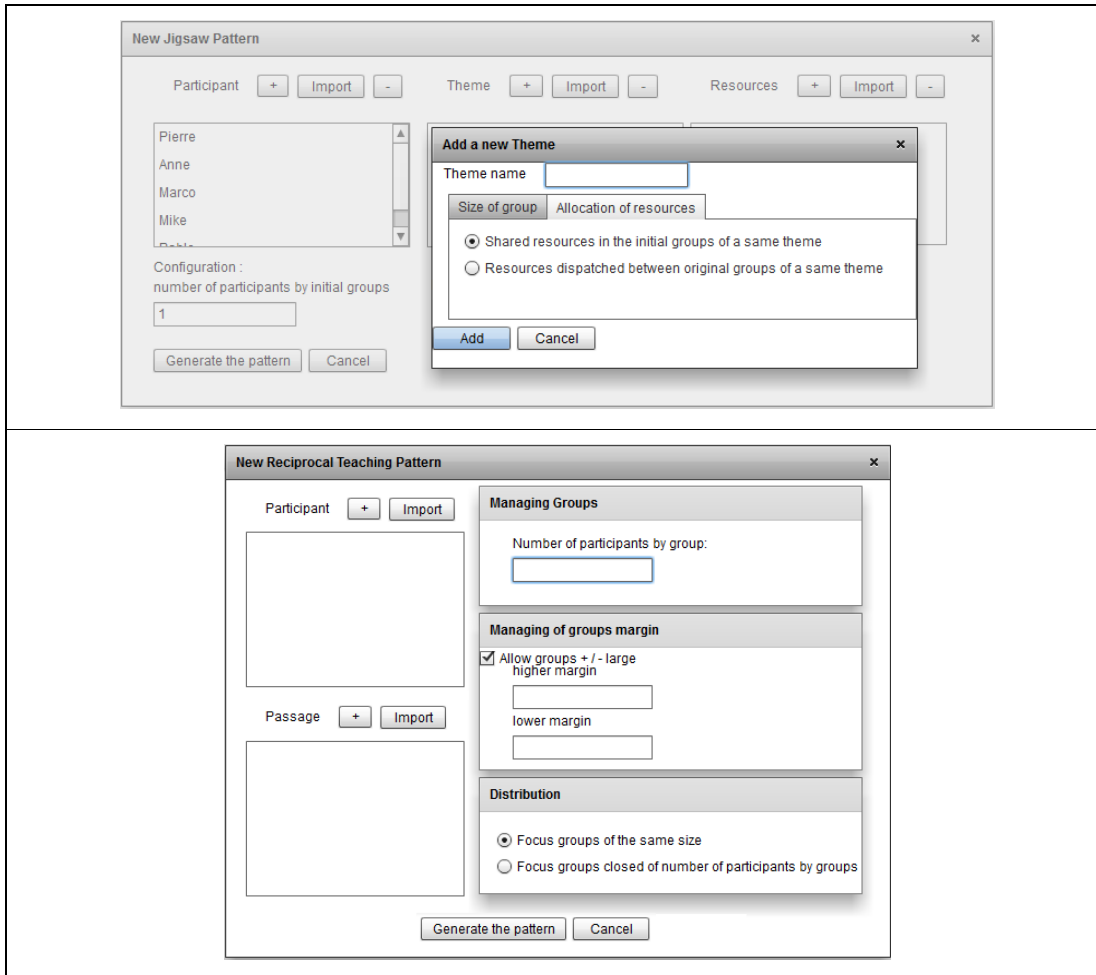 New Jigsaw Pattern ×
Participant + Import - Theme + Import - Resources + Import -
Pierre
Anne
Marco
Mike
Configuration :
number of participants by initial groups
1
Generate the pattern Cancel
Add a new Theme ×
Theme name
Size of group Allocation of resources
Shared resources in the initial groups of a same theme
Resources dispatched between original groups of a same theme
Add Cancel
New Reciprocal Teaching Pattern ×
Participant + Import
Passage + Import
Managing Groups
Number of participants by group:
Managing of groups margin
Allow groups + / - large
higher margin
lower margin
Distribution
Focus groups of the same size
Focus groups closed of number of participants by groups
Generate the pattern Cancel